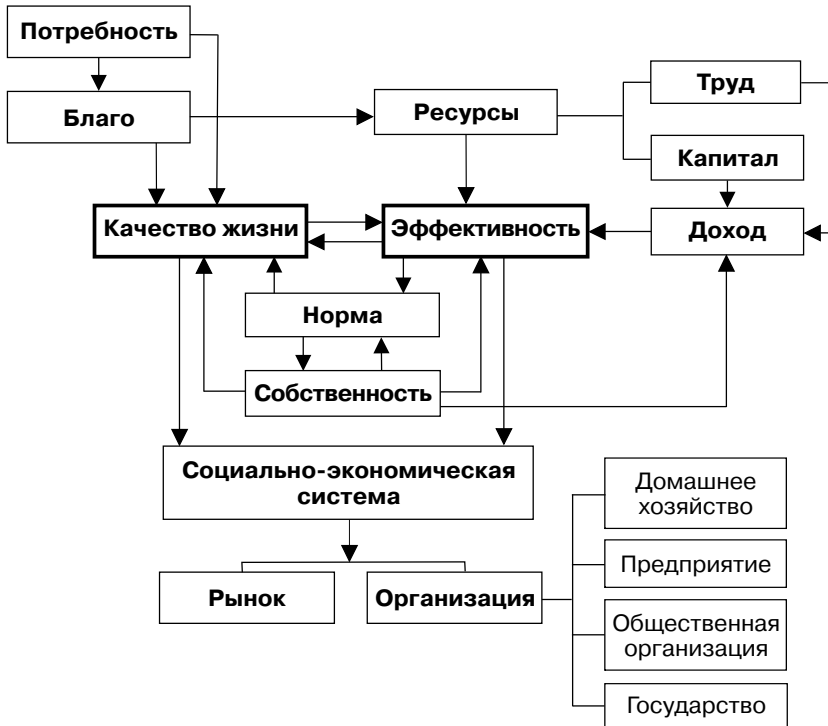 Потребность
Благо
Ресурсы
Труд
Капитал
Качество жизни
Эффективность
Доход
Норма
Собственность
Социально-экономическая
система
Рынок
Организация
Домашнее
хозяйство
Предприятие
Общественная
организация
Государство